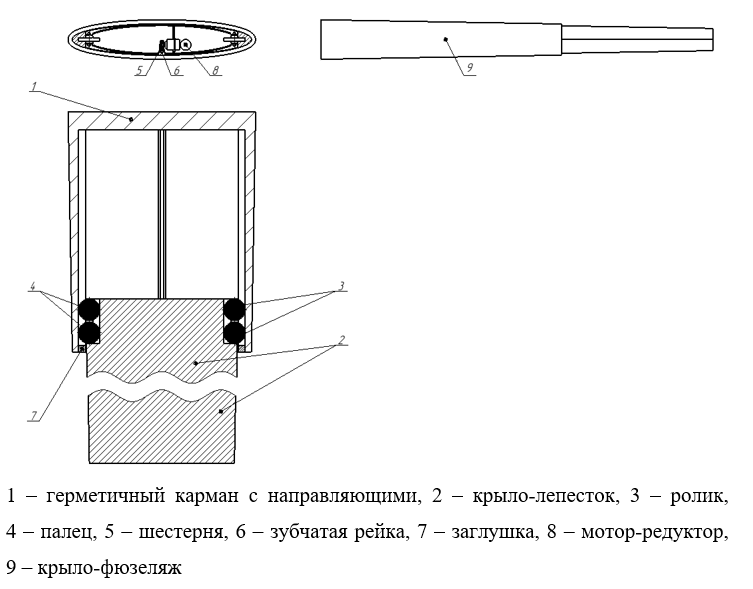 5 6 8
9
1
4
3
2
7
1 – герметичный карман с направляющими, 2 – крыло-лепесток, 3 – ролик,
4 – палец, 5 – шестерня, 6 – зубчатая рейка, 7 – заглушка, 8 – мотор-редуктор,
9 – крыло-фюзеляж